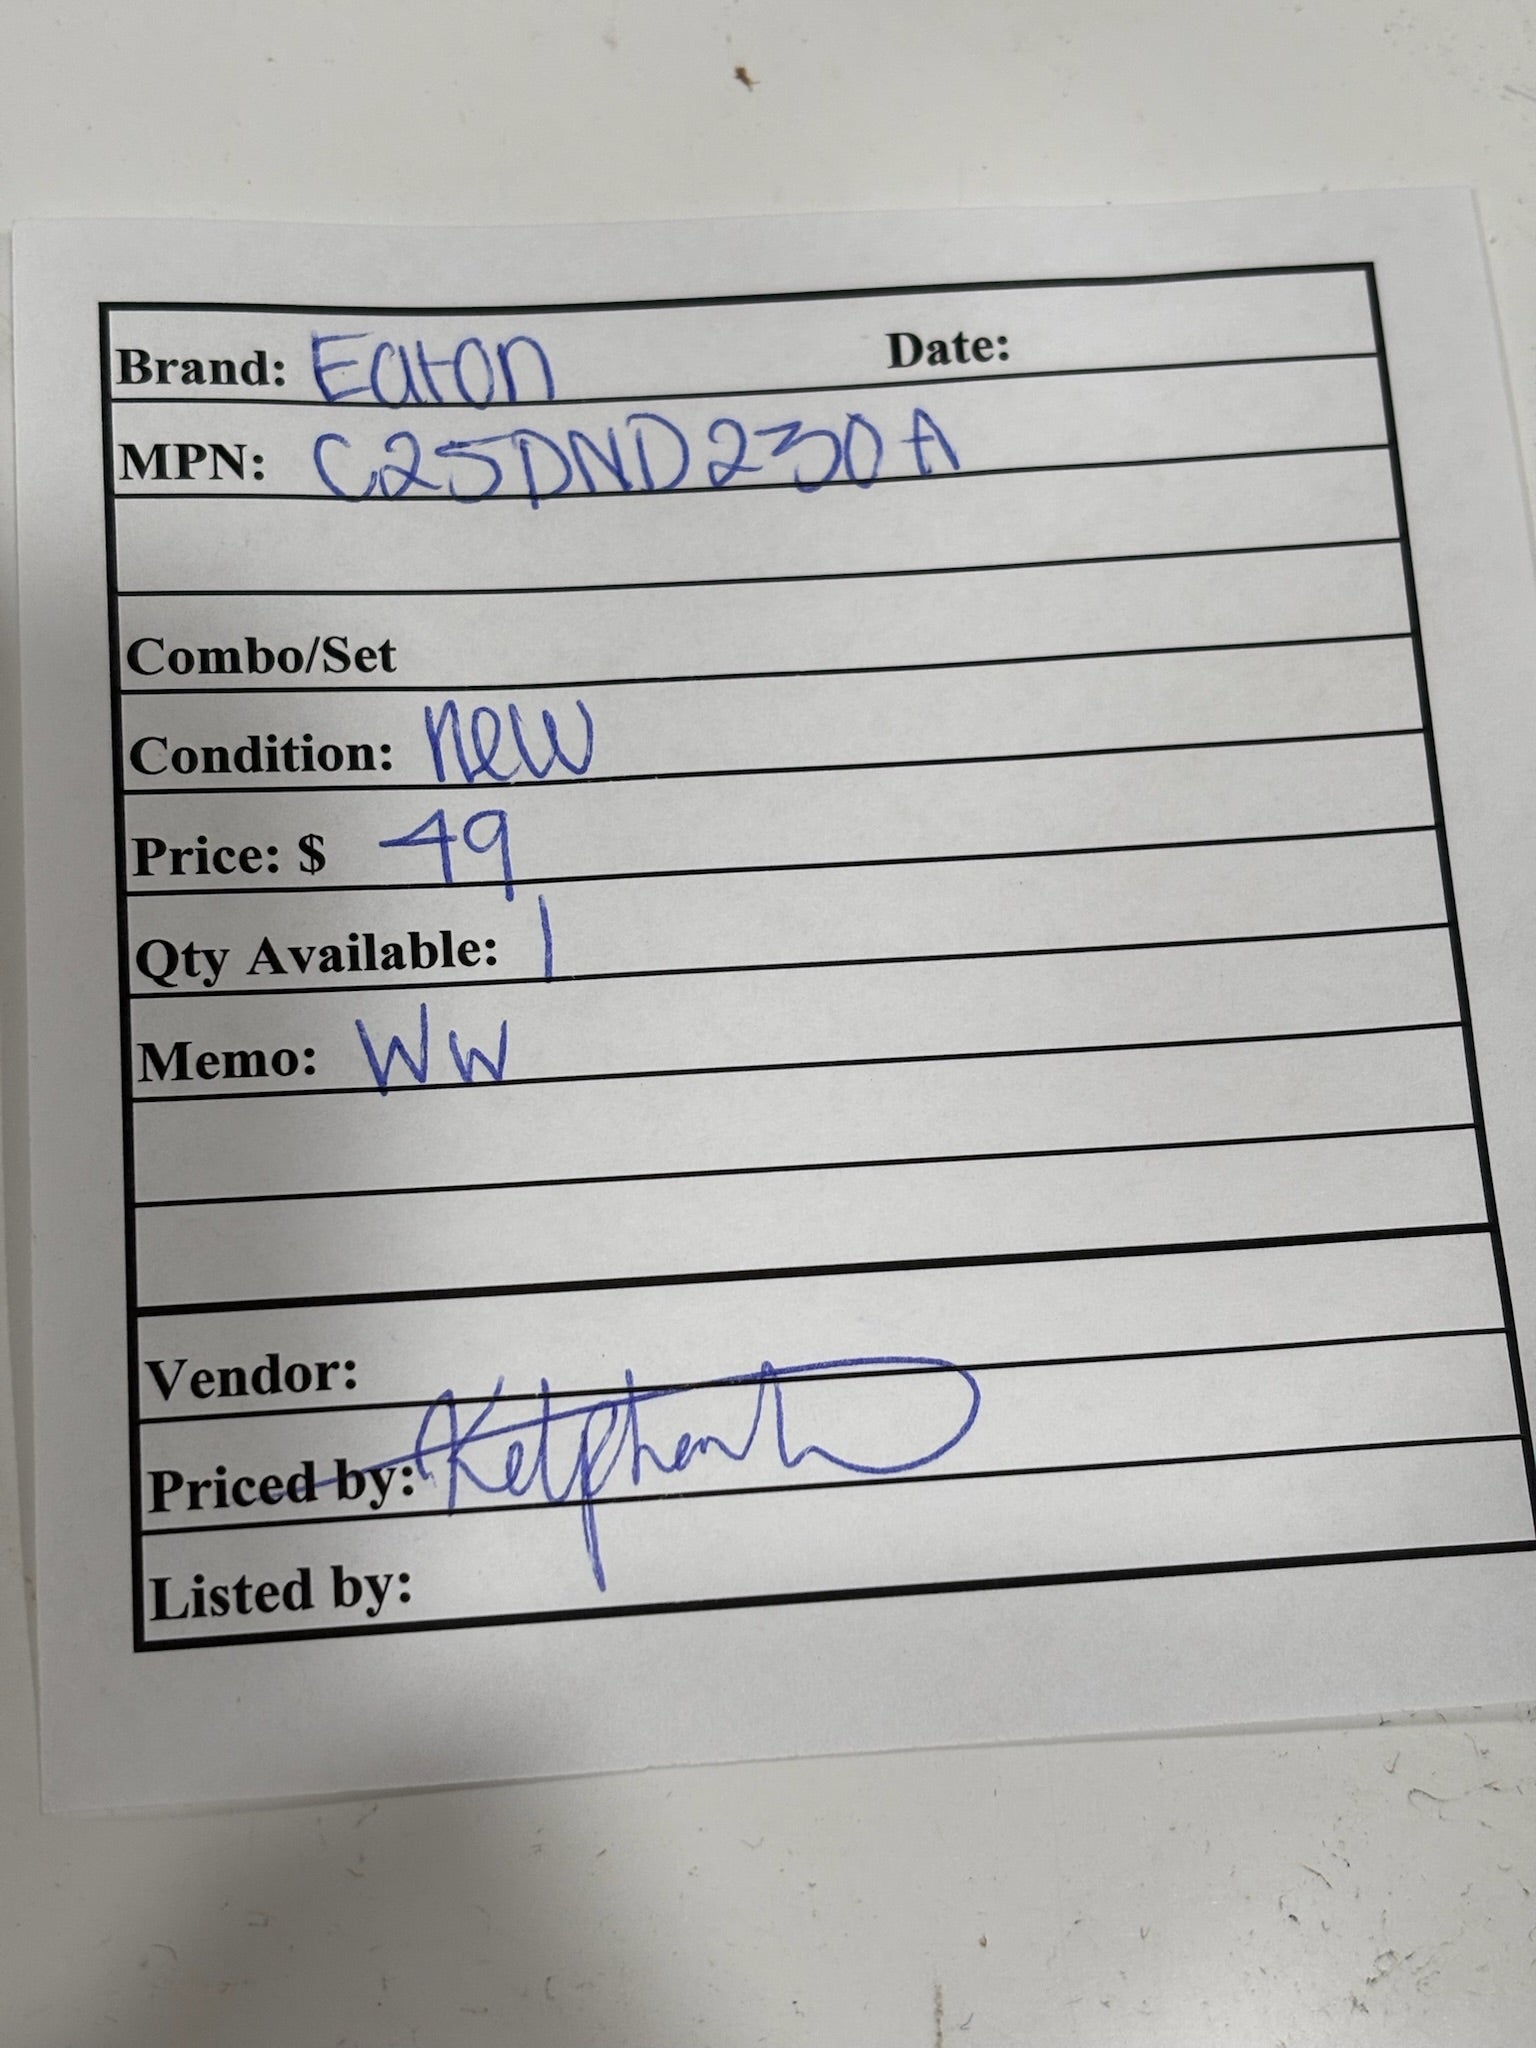 Brand: Eaton Date:
MPN: C25DND230A
Combo/Set
Condition: new
Price: $ 49
Qty Available: 1
Memo: WW
Vendor:
Priced by:
Listed by: